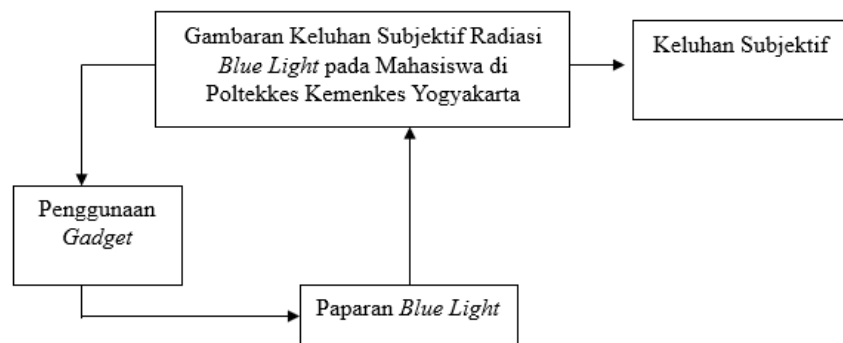 Gambaran Keluhan Subjektif Radiasi
Blue Light pada Mahasiswa di
Poltekkes Kemenkes Yogyakarta
Keluhan Subjektif
Penggunaan
Gadget
Paparan Blue Light